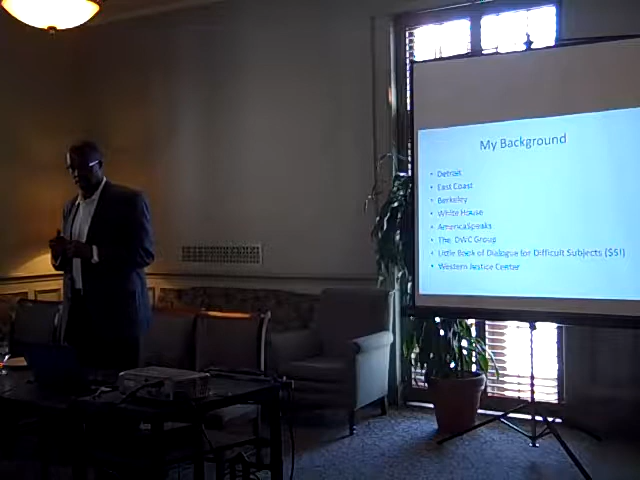 My Background
• Detroit
• East Coast
• Berkeley
• White House
• AmericaSpeaks
• The DWC Group
• Little Book of Dialogue for Difficult Subjects ($5!)
• Western Justice Center